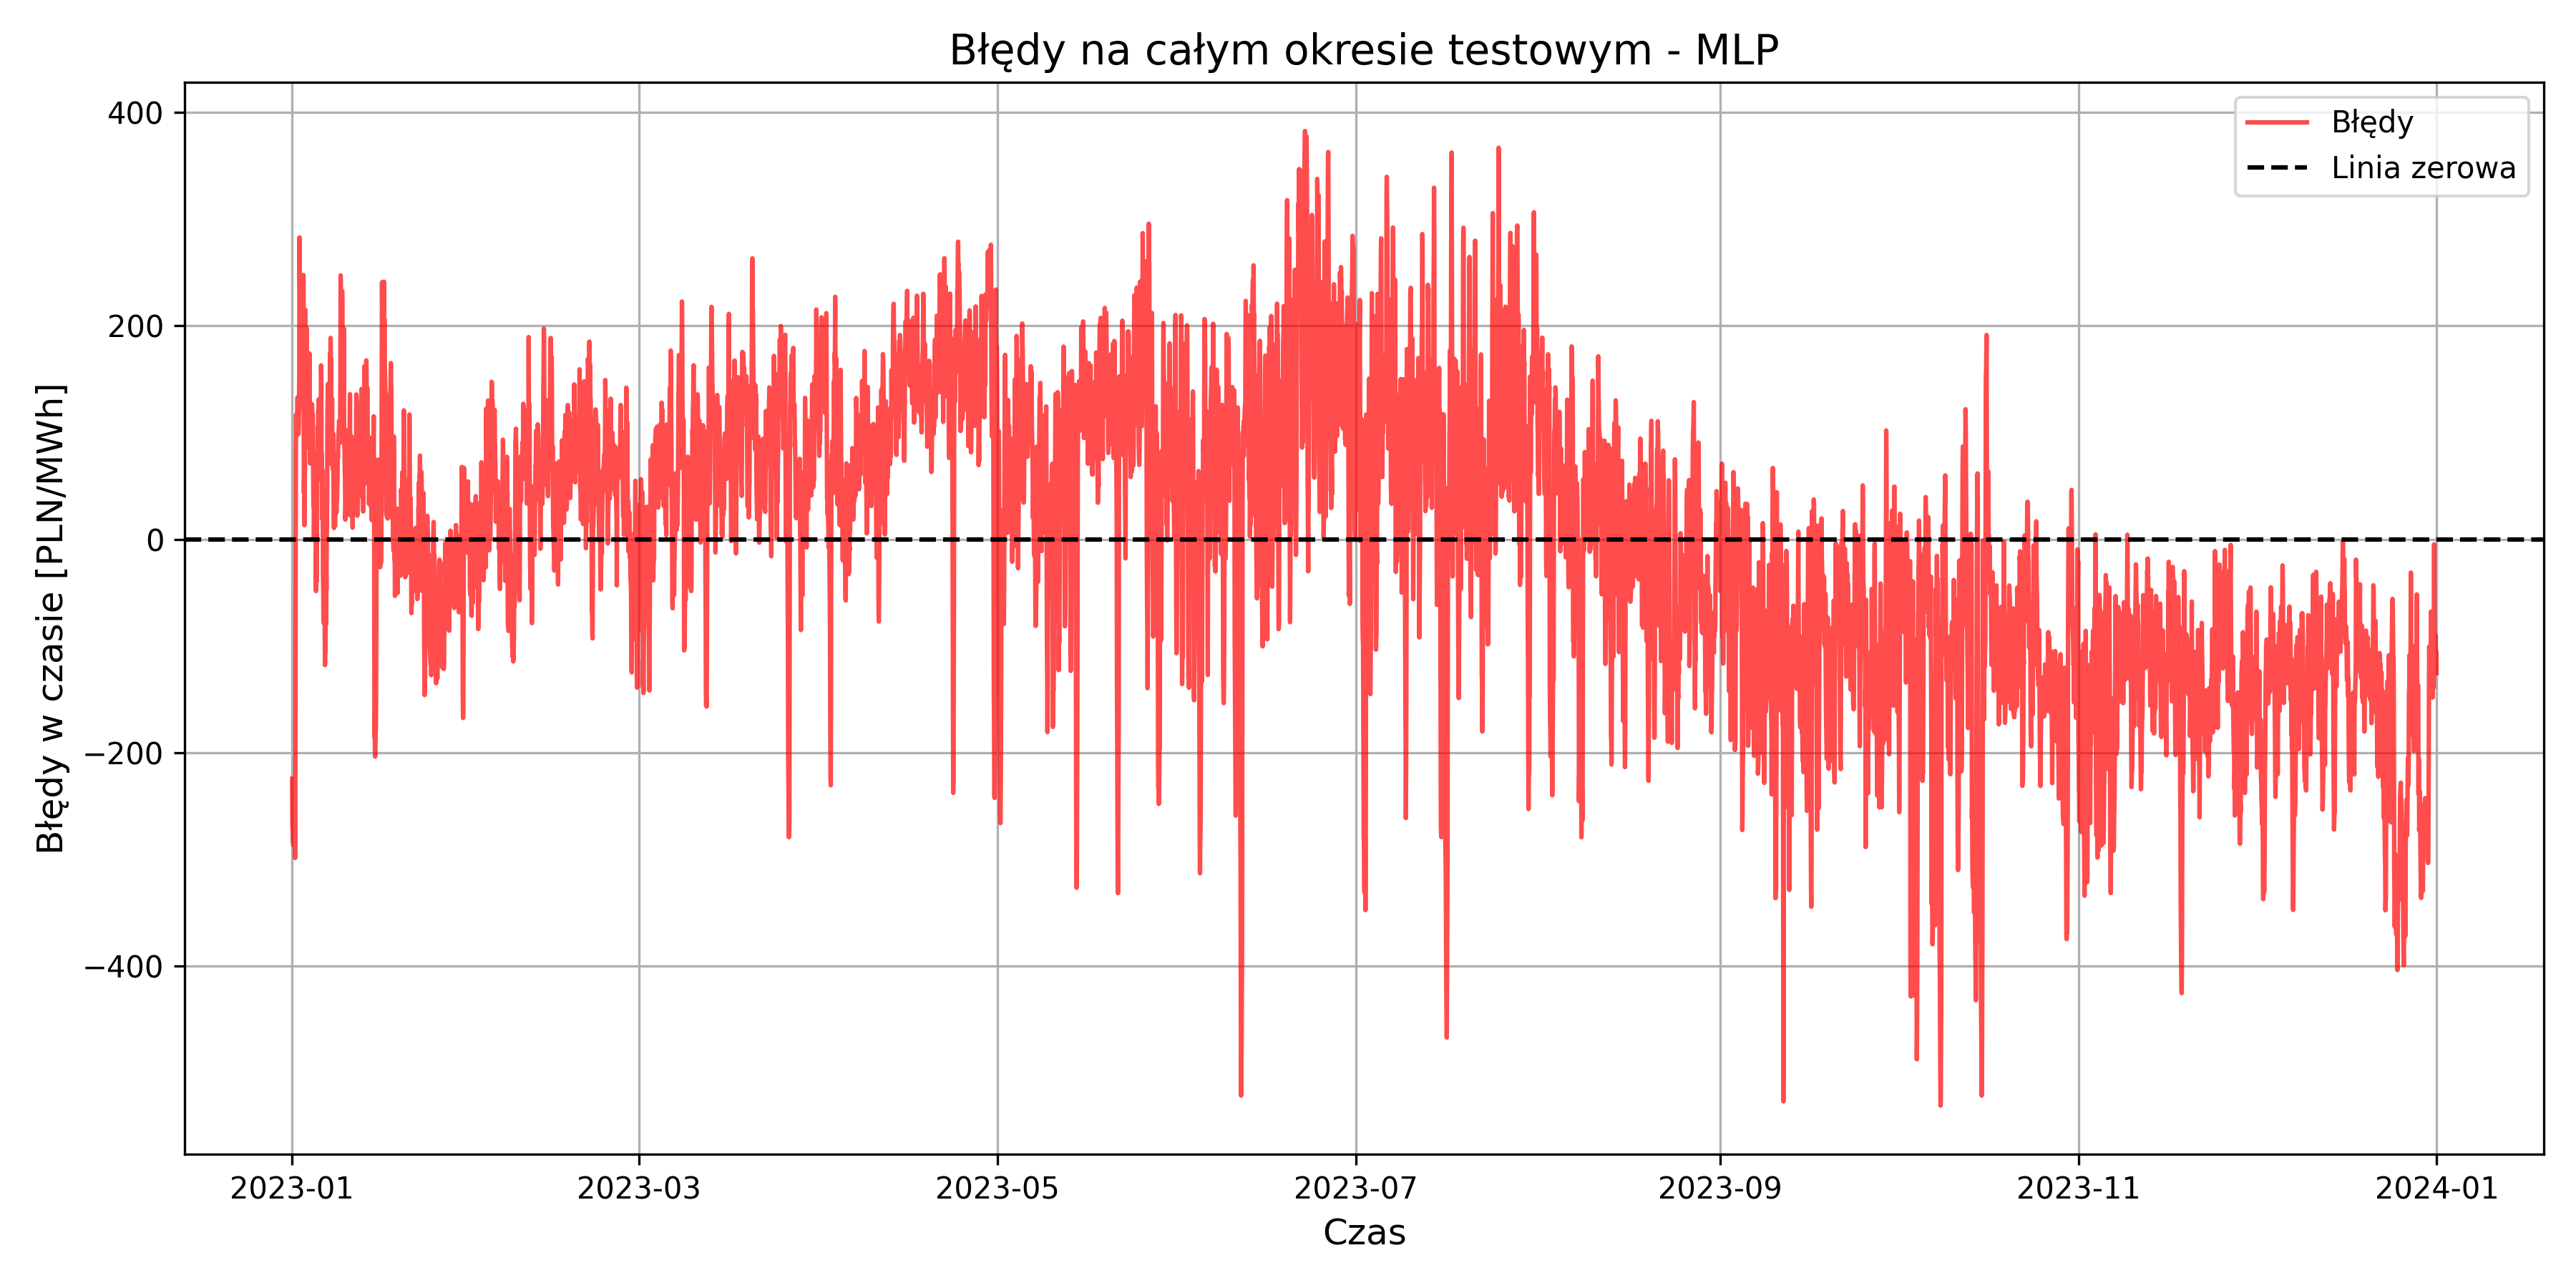 Błędy na całym okresie testowym - MLP
Błędy
Linia zerowa
Błędy w czasie [PLN/MWh]
400
200
0
−200
−400
2023-01
2023-03
2023-05
2023-07
2023-09
2023-11
2024-01
Czas